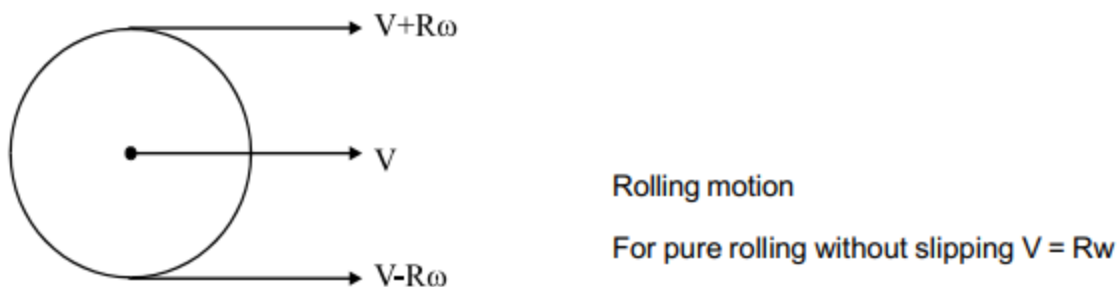 V+Rω
V
Rolling motion
For pure rolling without slipping V = Rw
V-Rω